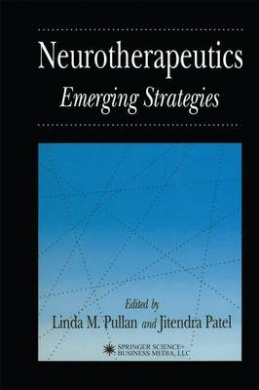 Neurotherapeutics
Emerging Strategies
Edited by
Linda M. Pullan and Jitendra Patel
SPRINGER SCIENCE+
BUSINESS MEDIA, LLC